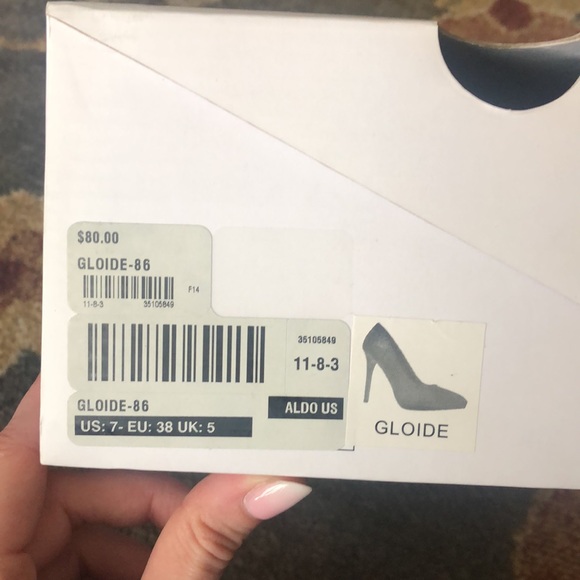 $80.00
GLOIDE-86
F14
11-8-3 35105849
35105849
11-8-3
GLOIDE-86 ALDO US
US: 7- EU: 38 UK: 5
GLOIDE